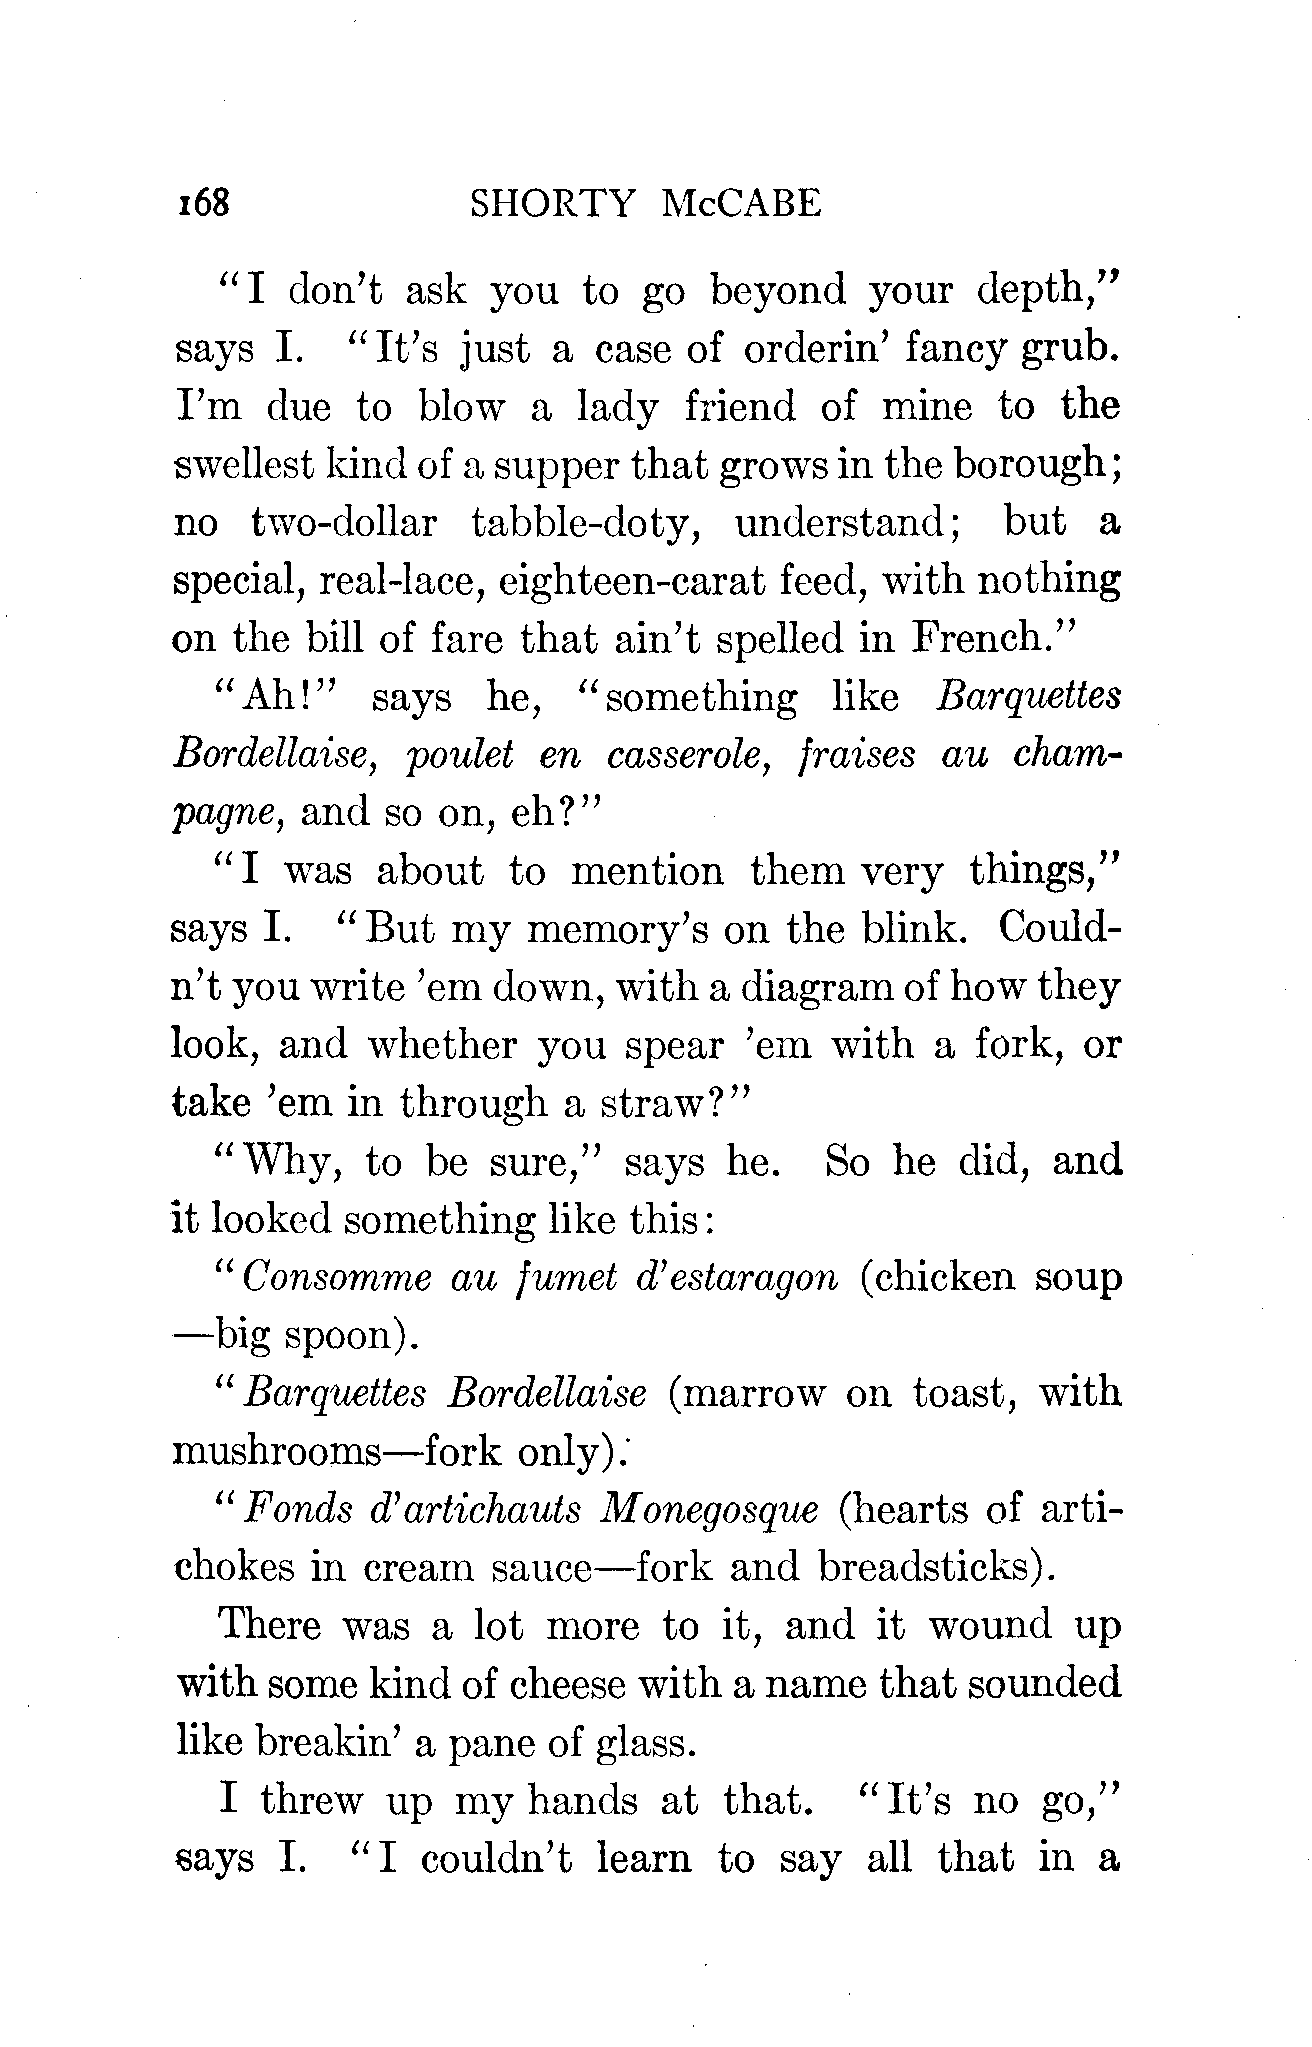 168 SHORTY McCABE
"I don't ask you to go beyond your depth,"
says I. "It's just a case of orderin' fancy grub.
I'm due to blow a lady friend of mine to the
swellest kind of a supper that grows in the borough;
no two-dollar tabble-doty, understand; but a
special, real-lace, eighteen-carat feed, with nothing
on the bill of fare that ain't spelled in French."
"Ah!" says he, "something like Barquettes
Bordellaise, poulet en casserole, fraises au cham-
pagne, and so on, eh?"
"I was about to mention them very things,"
says I. "But my memory's on the blink. Could-
n't you write 'em down, with a diagram of how they
look, and whether you spear 'em with a fork, or
take 'em in through a straw?"
"Why, to be sure," says he. So he did, and
it looked something like this:
"Consomme au fumet d'estaragon (chicken soup
—big spoon).
"Barquettes Bordellaise (marrow on toast, with
mushrooms—fork only).
"Fonds d'artichauts Monegosque (hearts of arti-
chokes in cream sauce—fork and breadsticks).
There was a lot more to it, and it wound up
with some kind of cheese with a name that sounded
like breakin' a pane of glass.
I threw up my hands at that. "It's no go,"
says I. "I couldn't learn to say all that in a